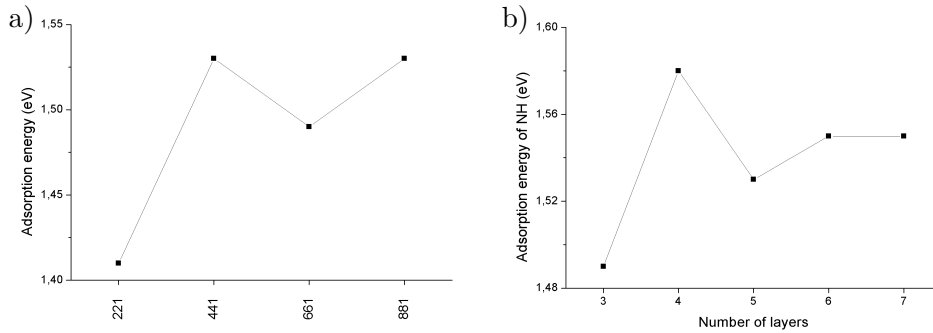 a)
Adsorption energy (eV)
1,55
1,50
1,45
1,40
221
441
661
881
b)
Adsorption energy of NH (eV)
1,60
1,56
1,52
1,48
3 4 5 6 7
Number of layers